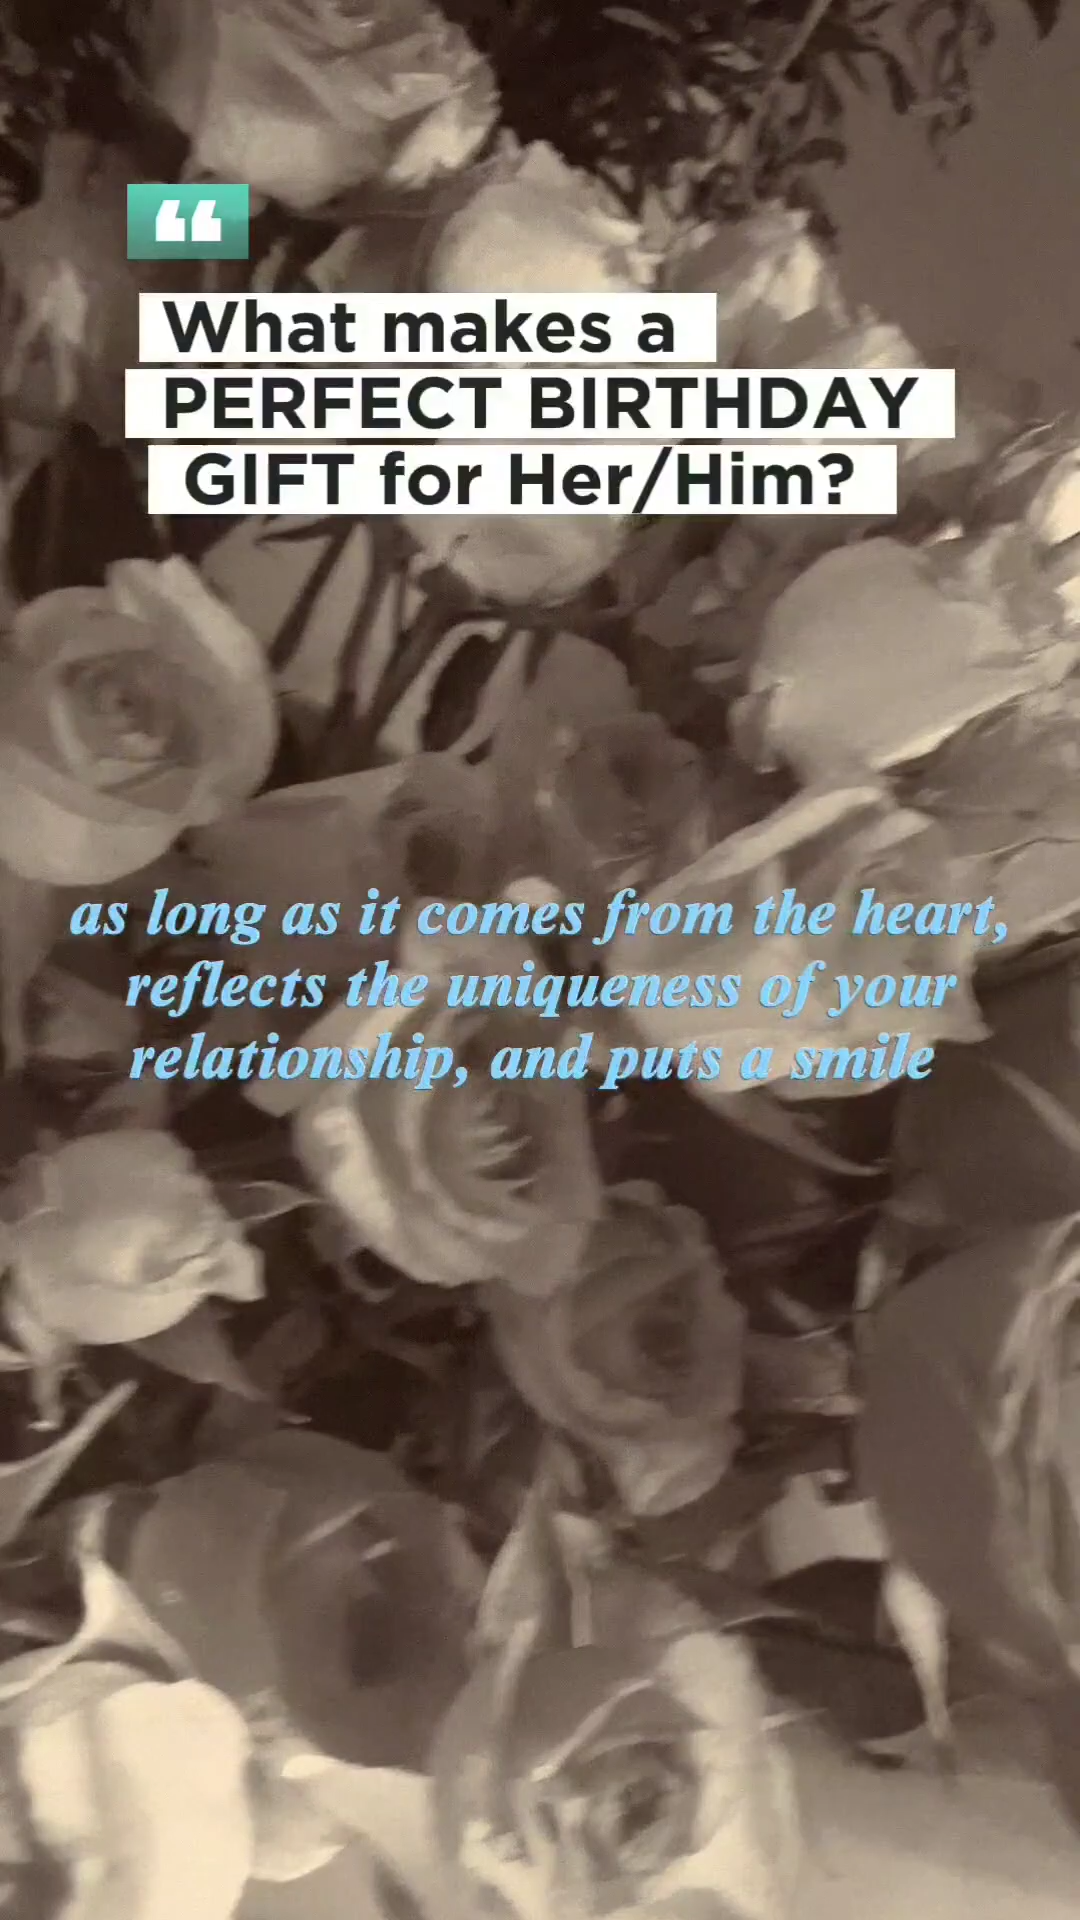 ❝
What makes a
PERFECT BIRTHDAY
GIFT for Her/Him?
as long as it comes from the heart,
reflects the uniqueness of your
relationship, and puts a smile